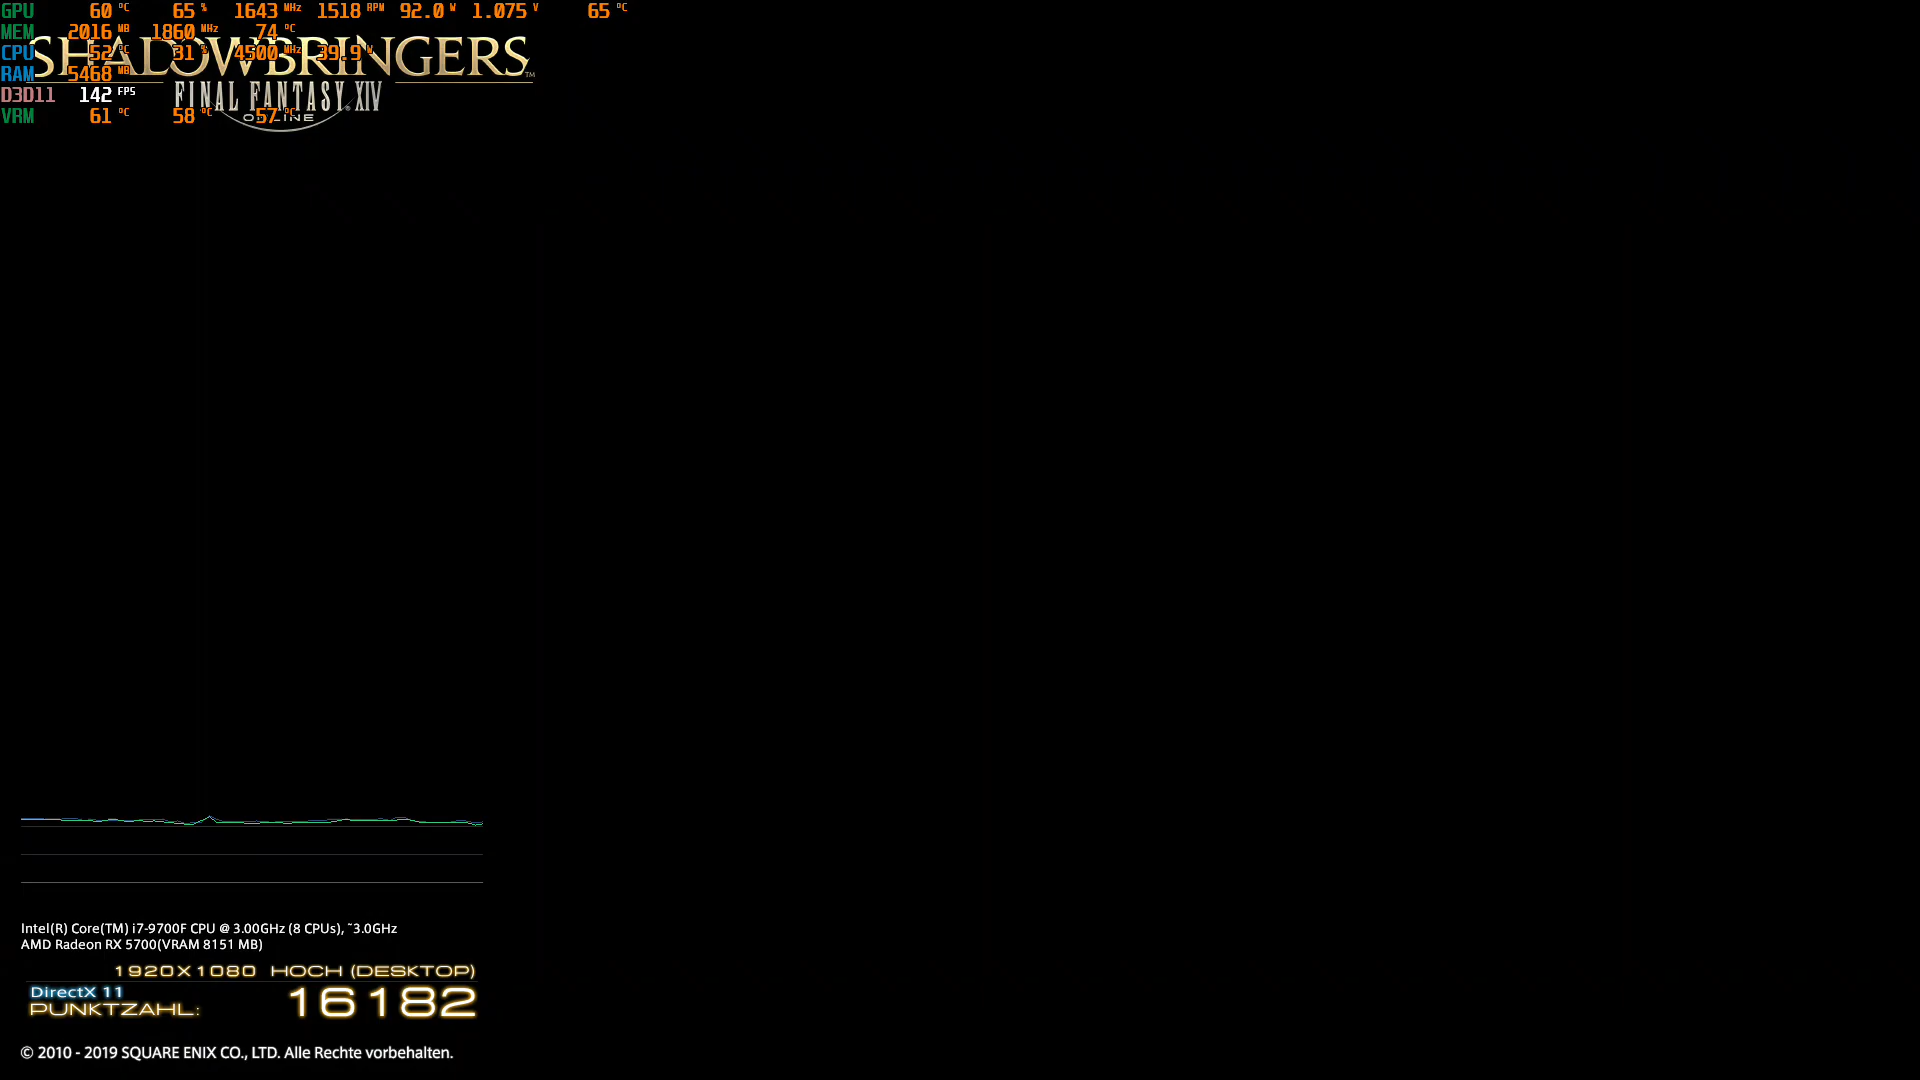 GPU 60 °C 65 % 1643 MHz 1518 RPM 92.0 W 1.075 V 65 °C
MEM 2016 MB 1860 MHz 74 °C
CPU 52 °C 31 % 4500 MHz 39.9 W
SHADOWBRINGERS™
RAM 5468 MB
D3D11 142 FPS
FINAL FANTASY® XIV
ONLINE
VRM 61 °C 58 °C 57 °C
Intel(R) Core(TM) i7-9700F CPU @ 3.00GHz (8 CPUs), ~3.0GHz
AMD Radeon RX 5700(VRAM 8151 MB)
1920X1080 HOCH (DESKTOP)
DirectX 11
PUNKTZAHL: 16182
© 2010 - 2019 SQUARE ENIX CO., LTD. Alle Rechte vorbehalten.